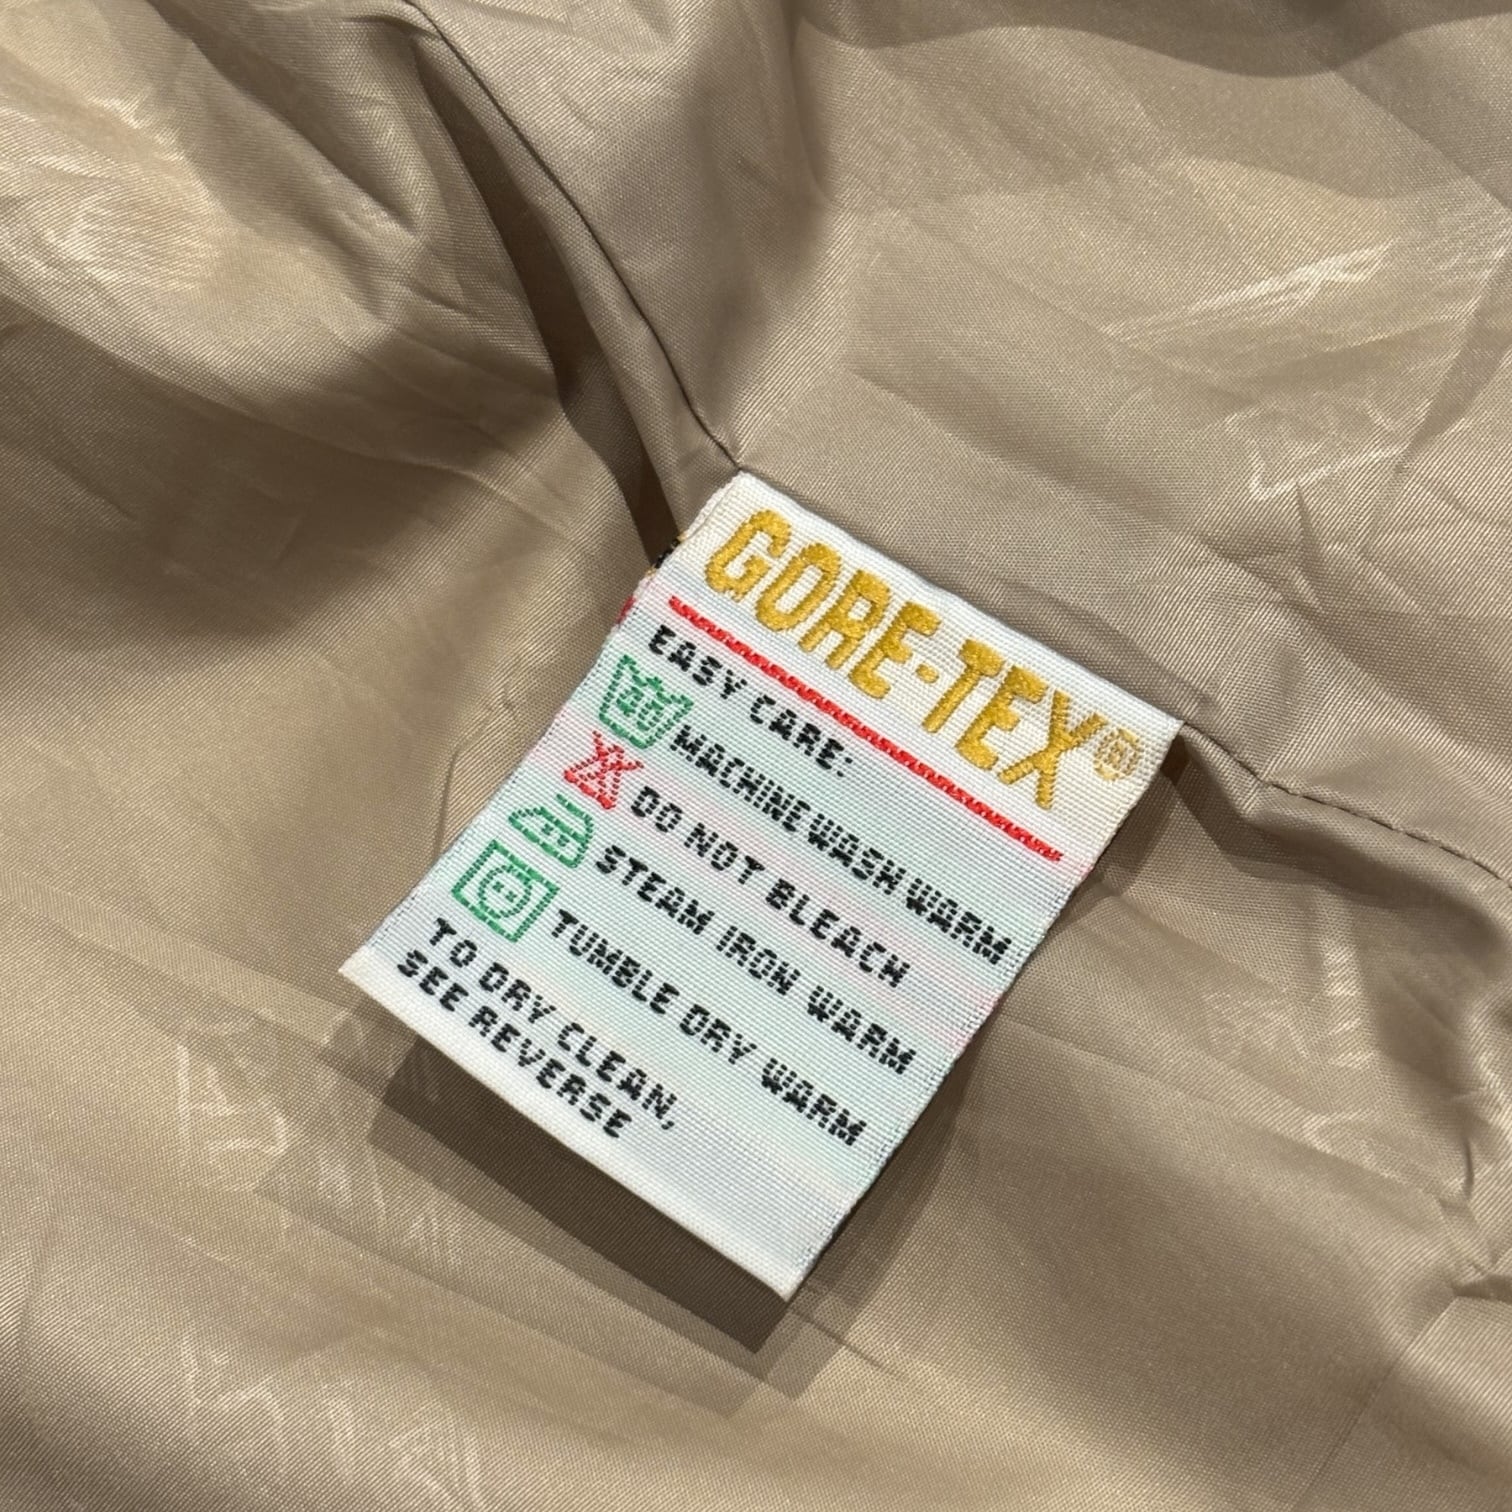 GORE-TEX®
EASY CARE:
40 MACHINE WASH WARM
DO NOT BLEACH
STEAM IRON WARM
TUMBLE DRY WARM
TO DRY CLEAN,
SEE REVERSE